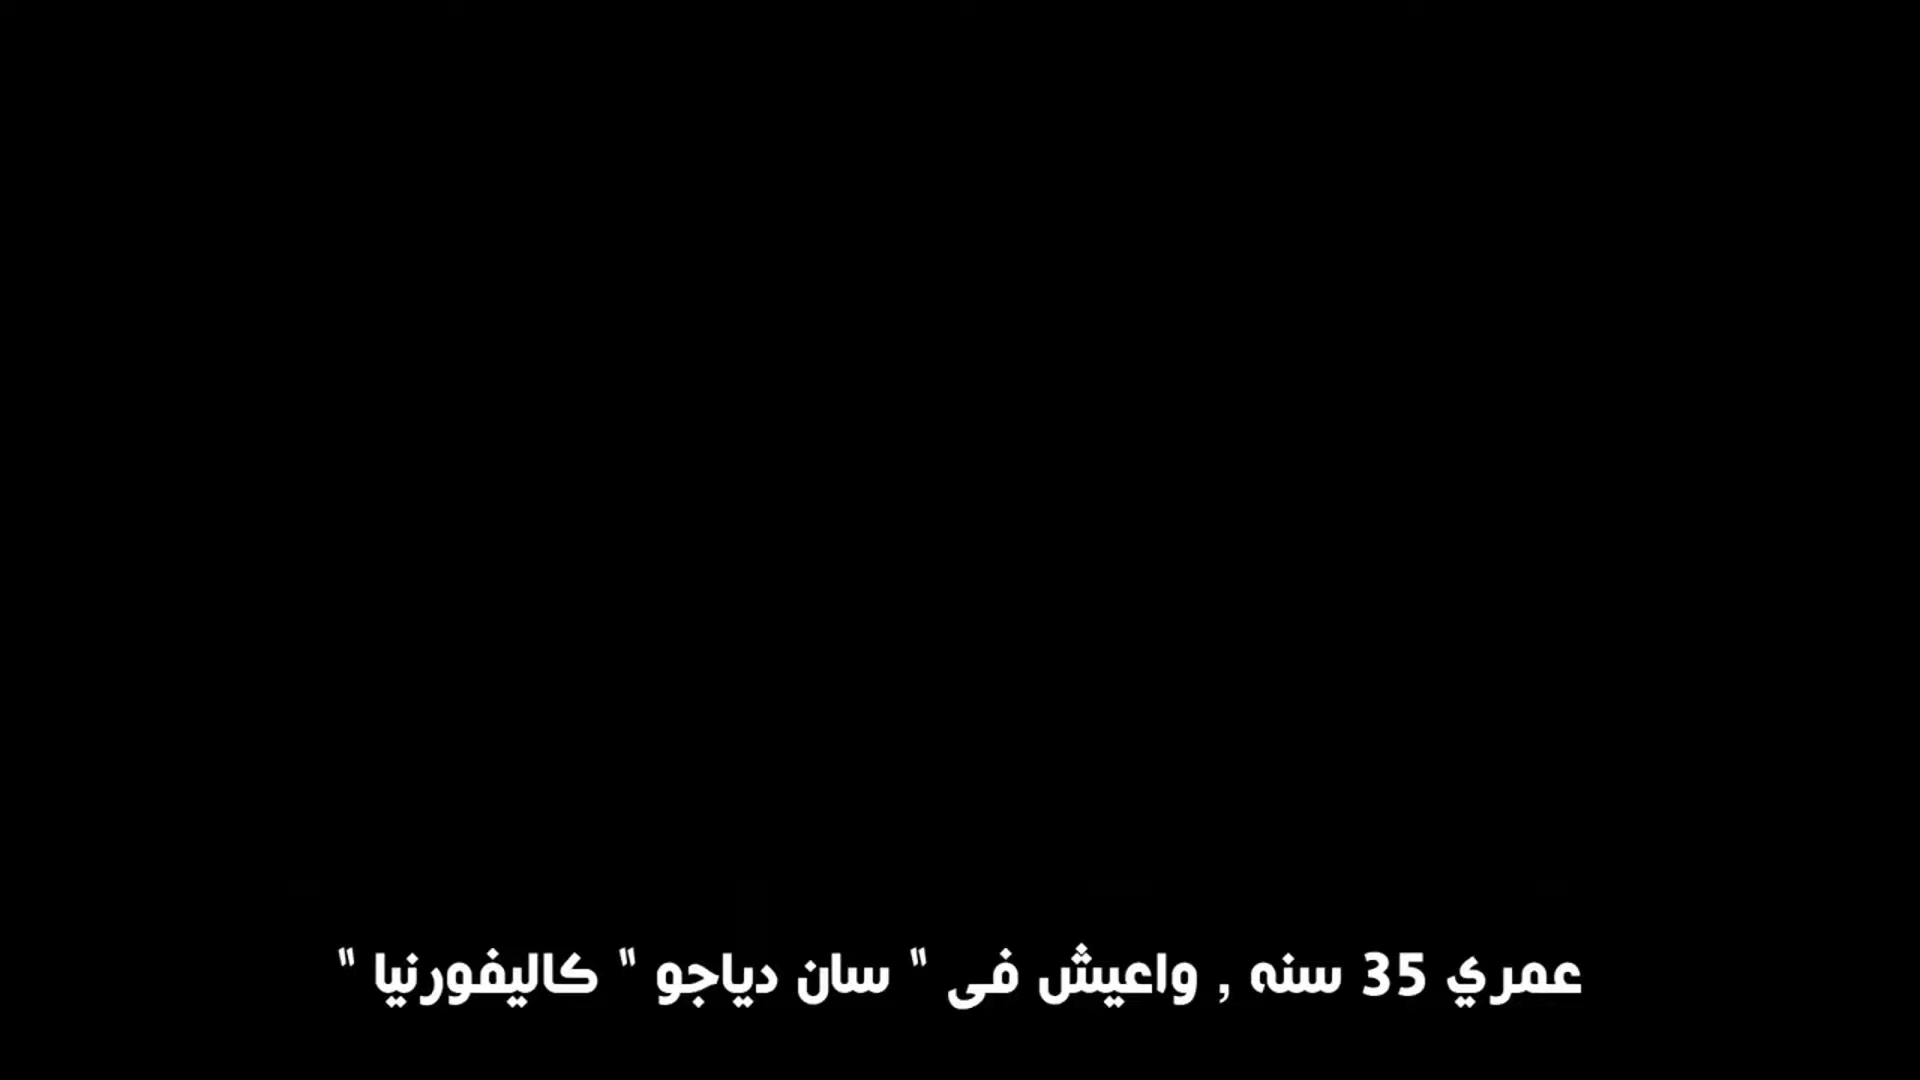 عمري 35 سنه , واعيش فى " سان دياجو " كاليفورنيا "